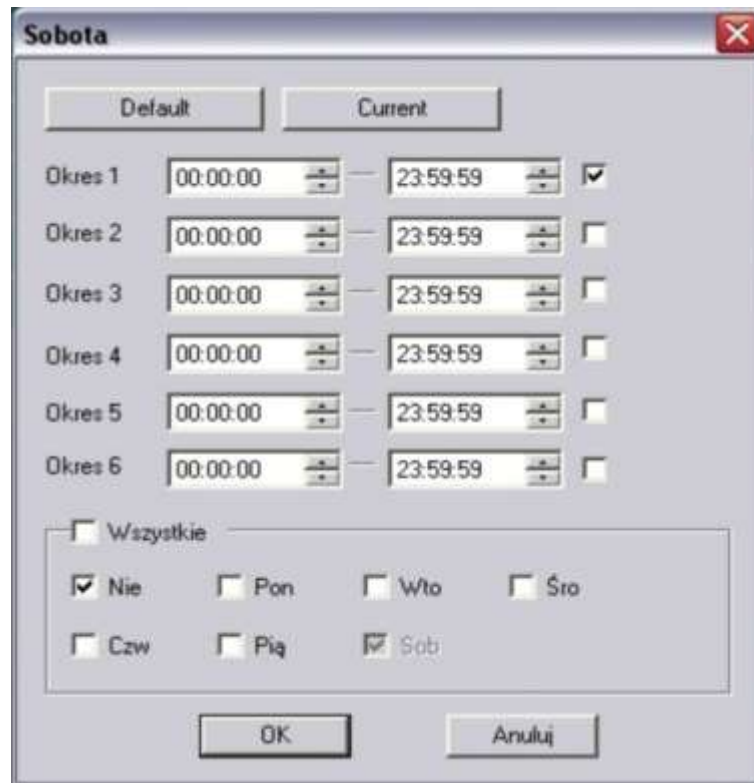 Sobota
Default Current
Okres 1 00:00:00 — 23:59:59
Okres 2 00:00:00 — 23:59:59
Okres 3 00:00:00 — 23:59:59
Okres 4 00:00:00 — 23:59:59
Okres 5 00:00:00 — 23:59:59
Okres 6 00:00:00 — 23:59:59
Wszystkie
Nie Pon Wto Śro
Czw Pią Sob
OK Anuluj